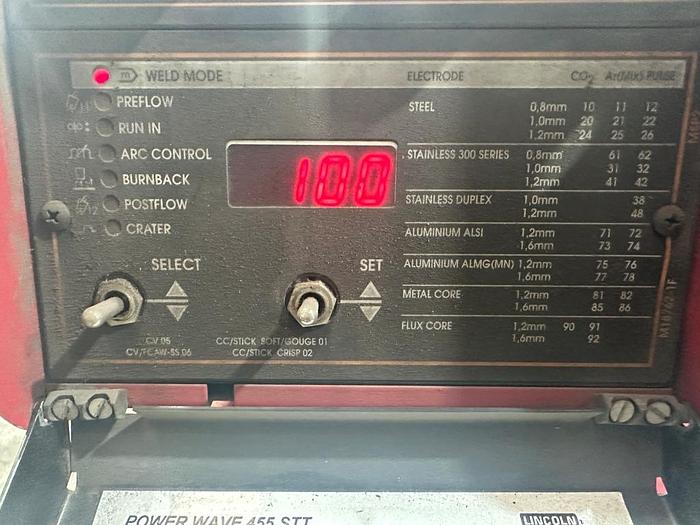 m WELD MODE ELECTRODE CO2 Ar(Mix) PULSE
PREFLOW
RUN IN
ARC CONTROL
BURNBACK
POSTFLOW
CRATER
100
SELECT
SET
CV 05 CC/STICK SOFT/GOUGE 01
CV/FCAW-SS 06 CC/STICK CRISP 02
STEEL 0,8mm 10 11 12
1,0mm 20 21 22
1,2mm 24 25 26
STAINLESS 300 SERIES 0,8mm 61 62
1,0mm 31 32
1,2mm 41 42
STAINLESS DUPLEX 1,0mm 38
1,2mm 48
ALUMINIUM ALSI 1,2mm 71 72
1,6mm 73 74
ALUMINIUM ALMG(MN) 1,2mm 75 76
1,6mm 77 78
METAL CORE 1,2mm 81 82
1,6mm 85 86
FLUX CORE 1,2mm 90 91
1,6mm 92
POWER WAVE 455 STT
LINCOLN